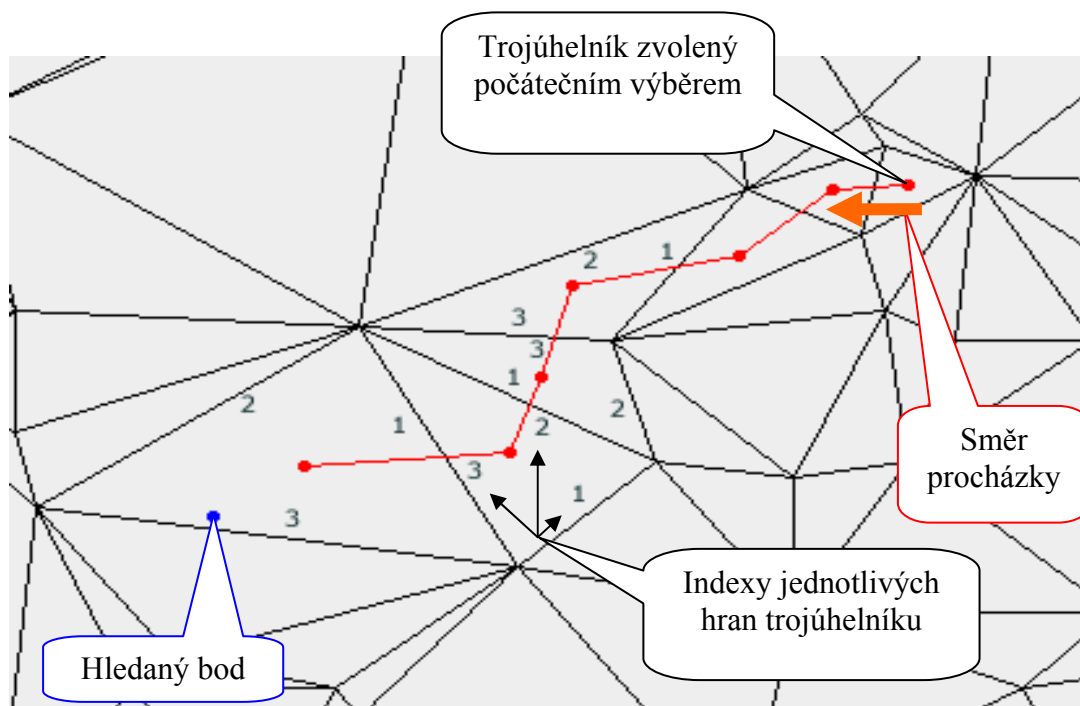 Trojúhelník zvolený
počátečním výběrem
2
1
3
3
1
2
2
1
2
3
1
3
Směr
procházky
Indexy jednotlivých
hran trojúhelníku
Hledaný bod